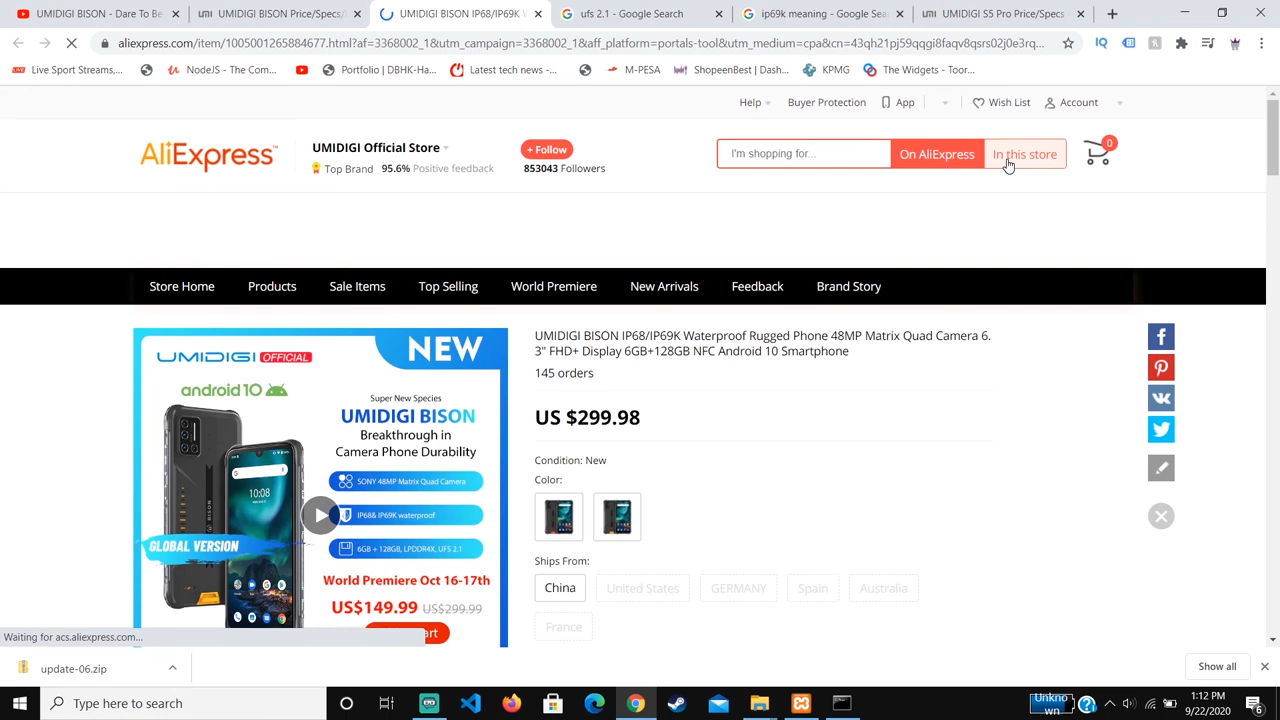 UMIDIGI BISON - Dare To Be
UMIDIGI BISON Price/Specs/
UMIDIGI BISON IP68/IP69K W
ufs 2.1 - Google Search
ip69k meaning - Google Sea
UMIDIGI S5 Pro Price/Specs
aliexpress.com/item/1005001265884677.html?af=3368002_1&utm_campaign=3368002_1&aff_platform=portals-tool&utm_medium=cpa&cn=43qh21pj59qqgi8faqv8qsrs02j0e3rq...
Live Sport Streams,...
NodeJS - The Com...
Portfolio | DBHK-Ha...
Latest tech news -...
M-PESA
ShopeenBest | Dash...
KPMG
The Widgets - Toor...
Help
Buyer Protection
App
Wish List
Account
AliExpress
UMIDIGI Official Store
Top Brand 95.6% Positive feedback
+ Follow
853043 Followers
I'm shopping for...
On AliExpress
In this store
0
Store Home
Products
Sale Items
Top Selling
World Premiere
New Arrivals
Feedback
Brand Story
UMIDIGI OFFICIAL
NEW
android 10
Super New Species
UMIDIGI BISON
Breakthrough in
Camera Phone Durability
SONY 48MP Matrix Quad Camera
IP68& IP69K waterproof
6GB + 128GB, LPDDR4X, UFS 2.1
10:08
BISON
GLOBAL VERSION
World Premiere Oct 16-17th
US$149.99 US$299.99
art
UMIDIGI BISON IP68/IP69K Waterproof Rugged Phone 48MP Matrix Quad Camera 6.
3" FHD+ Display 6GB+128GB NFC Android 10 Smartphone
145 orders
US $299.98
Condition: New
Color:
Ships From:
China
United States
GERMANY
Spain
Australia
France
Waiting for acs.aliexpress.com...
update-06.zip
Show all
Type here to search
Unkno
wn
1:12 PM
9/22/2020
6